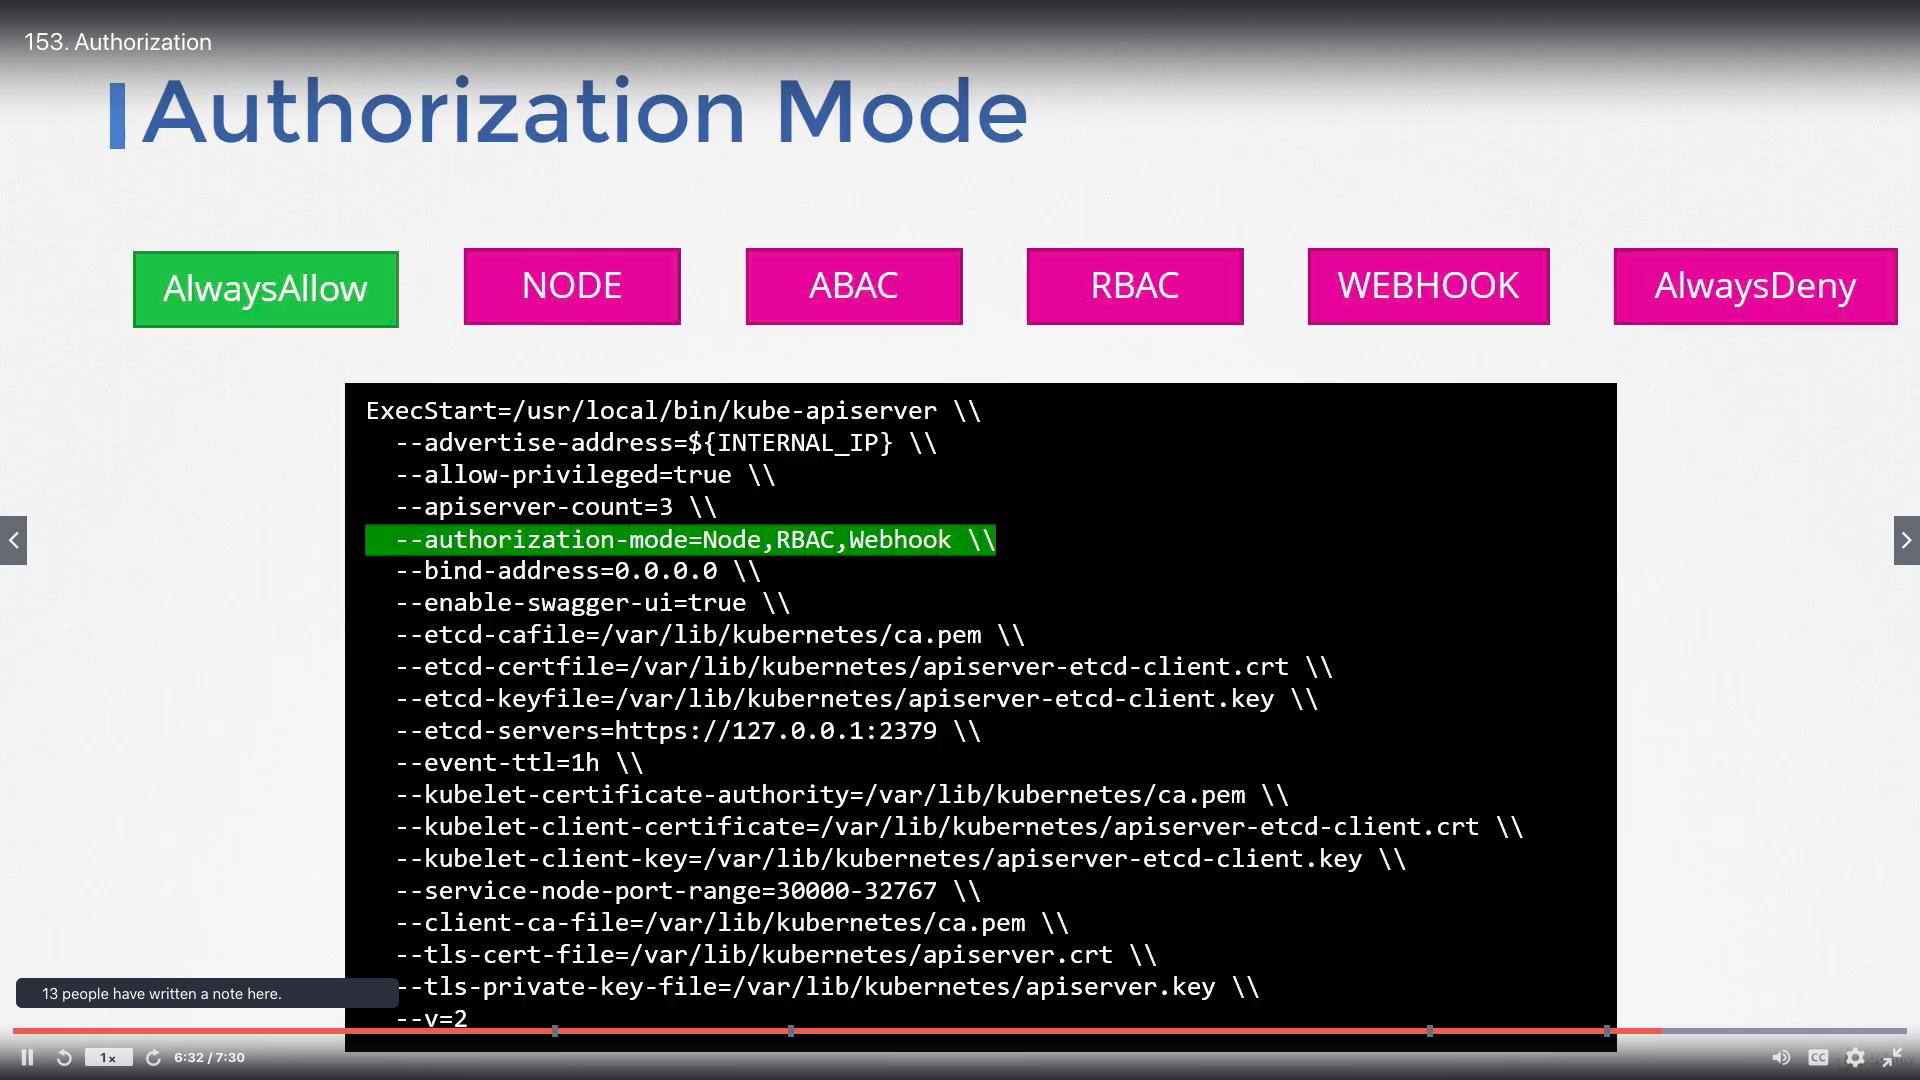 153. Authorization
Authorization Mode
AlwaysAllow
NODE
ABAC
RBAC
WEBHOOK
AlwaysDeny
ExecStart=/usr/local/bin/kube-apiserver \\
--advertise-address=${INTERNAL_IP} \\
--allow-privileged=true \\
--apiserver-count=3 \\
--authorization-mode=Node,RBAC,Webhook \\
--bind-address=0.0.0.0 \\
--enable-swagger-ui=true \\
--etcd-cafile=/var/lib/kubernetes/ca.pem \\
--etcd-certfile=/var/lib/kubernetes/apiserver-etcd-client.crt \\
--etcd-keyfile=/var/lib/kubernetes/apiserver-etcd-client.key \\
--etcd-servers=https://127.0.0.1:2379 \\
--event-ttl=1h \\
--kubelet-certificate-authority=/var/lib/kubernetes/ca.pem \\
--kubelet-client-certificate=/var/lib/kubernetes/apiserver-etcd-client.crt \\
--kubelet-client-key=/var/lib/kubernetes/apiserver-etcd-client.key \\
--service-node-port-range=30000-32767 \\
--client-ca-file=/var/lib/kubernetes/ca.pem \\
--tls-cert-file=/var/lib/kubernetes/apiserver.crt \\
--tls-private-key-file=/var/lib/kubernetes/apiserver.key \\
--v=2
13 people have written a note here.
1x
6:32 / 7:30
CC